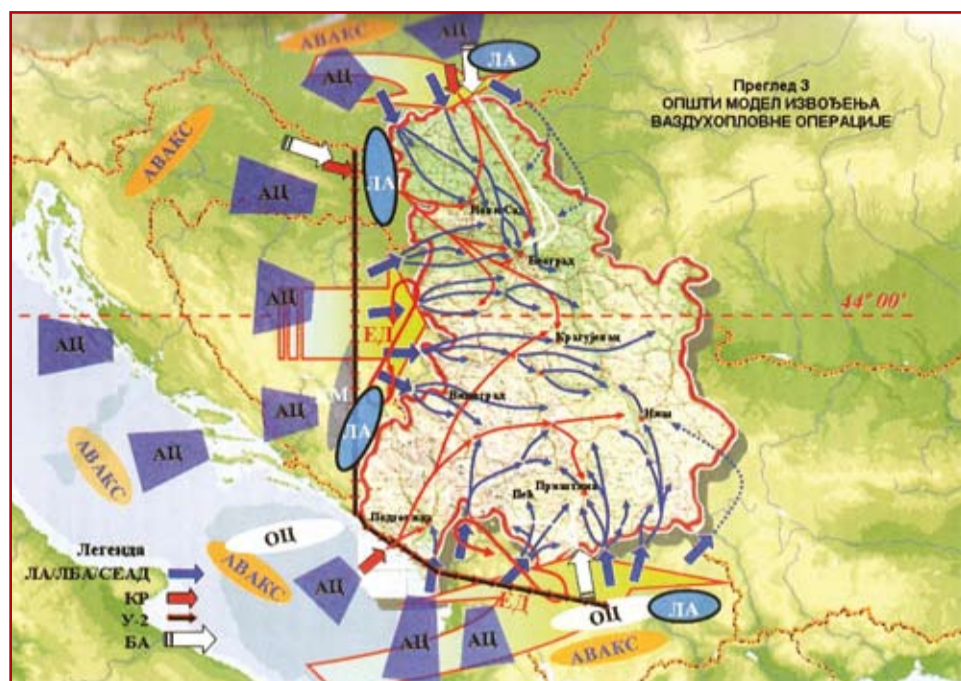 АВАКС
АЦ
АЦ
ЛА
Преглед 3
ОПШТИ МОДЕЛ ИЗВОЂЕЊА
ВАЗДУХОПЛОВНЕ ОПЕРАЦИЈЕ
АВАКС
АЦ
ЛА
Нови Сад
Београд
АЦ
44° 00'
ЕД
АЦ
Крагујевац
М
АЦ
ЛА
Вишеград
Ниш
АВАКС
АЦ
Пећ
Приштина
Подгорица
ОЦ
Легенда
ЛА/ЛБА/СЕАД
АВАКС
АЦ
КР
У-2
БА
ЕД
ОЦ
ЛА
АЦ
АЦ
АВАКС